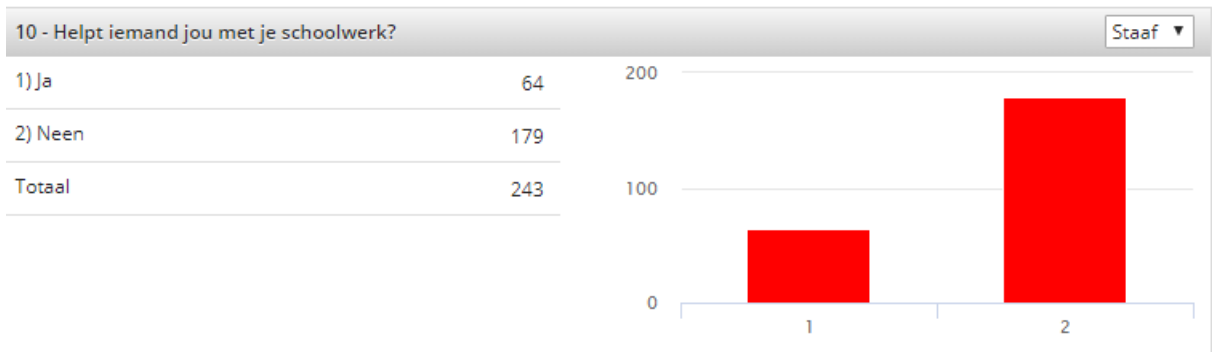 10 - Helpt iemand jou met je schoolwerk?
Staaf ▼
1) Ja 64
2) Neen 179
Totaal 243
200
100
0
1 2